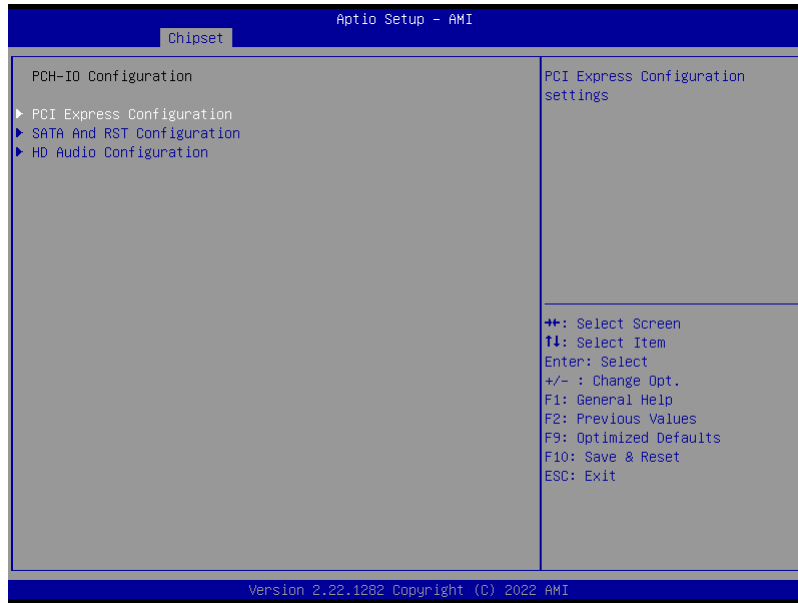 Aptio Setup – AMI
Chipset
PCH-IO Configuration
▶ PCI Express Configuration
▶ SATA And RST Configuration
▶ HD Audio Configuration
PCI Express Configuration
settings
→←: Select Screen
↑↓: Select Item
Enter: Select
+/- : Change Opt.
F1: General Help
F2: Previous Values
F9: Optimized Defaults
F10: Save & Reset
ESC: Exit
Version 2.22.1282 Copyright (C) 2022 AMI